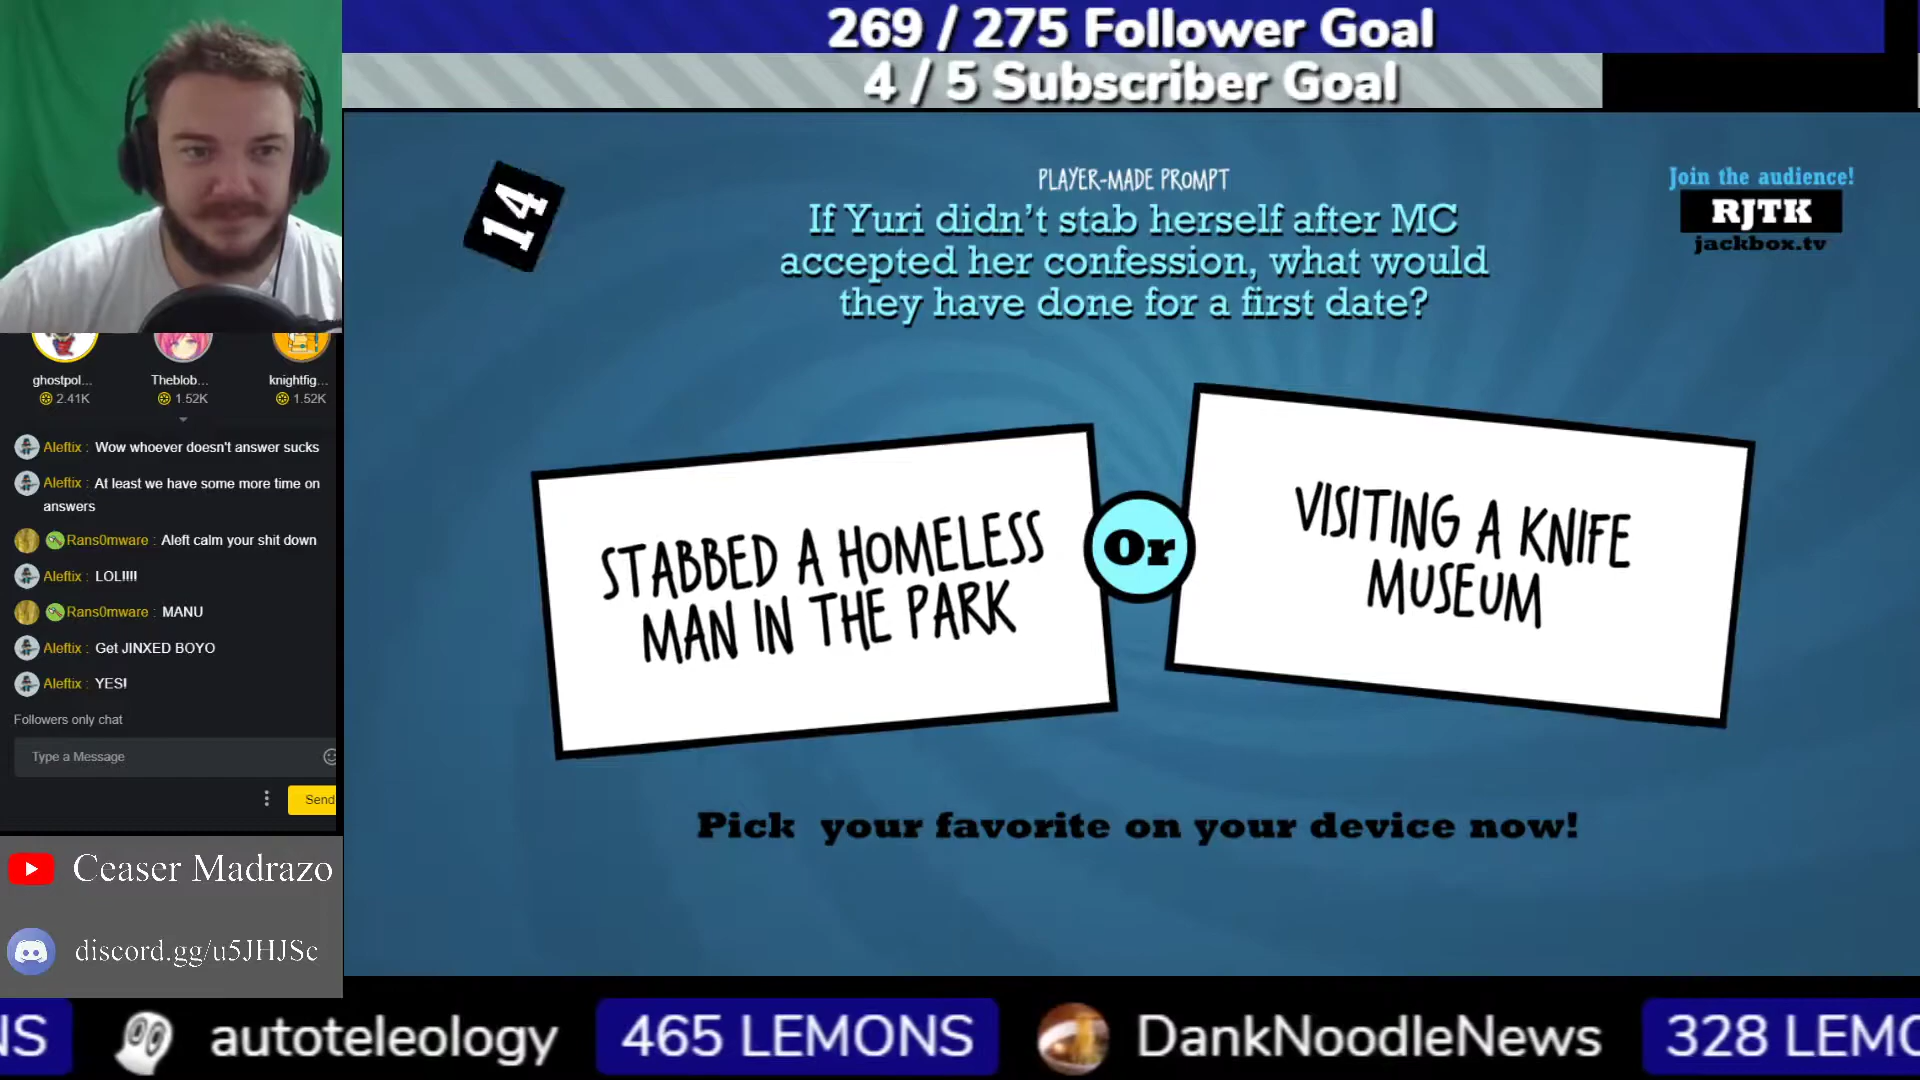 269 / 275 Follower Goal
4 / 5 Subscriber Goal
14
PLAYER-MADE PROMPT
If Yuri didn't stab herself after MC
accepted her confession, what would
they have done for a first date?
Join the audience!
RJTK
jackbox.tv
STABBED A HOMELESS
MAN IN THE PARK
Or
VISITING A KNIFE
MUSEUM
Pick your favorite on your device now!
ghostpol...
Theblob...
knightfig...
2.41K
1.52K
1.52K
Aleftix : Wow whoever doesn't answer sucks
Aleftix : At least we have some more time on
answers
Rans0mware : Aleft calm your shit down
Aleftix : LOL!!!!
Rans0mware : MANU
Aleftix : Get JINXED BOYO
Aleftix : YES!
Followers only chat
Type a Message
Send
Ceaser Madrazo
discord.gg/u5JHJSc
NS
autoteleology
465 LEMONS
DankNoodleNews
328 LEMO